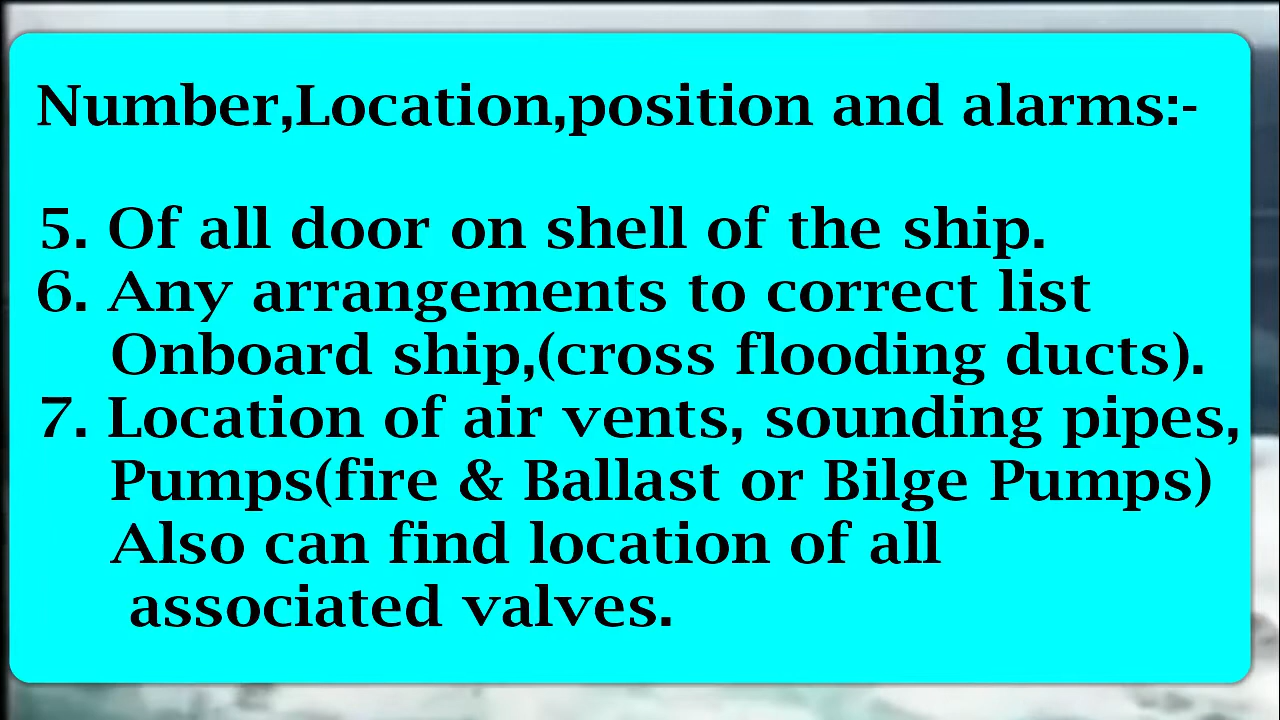 Number,Location,position and alarms:-
5. Of all door on shell of the ship.
6. Any arrangements to correct list
Onboard ship,(cross flooding ducts).
7. Location of air vents, sounding pipes,
Pumps(fire & Ballast or Bilge Pumps)
Also can find location of all
associated valves.